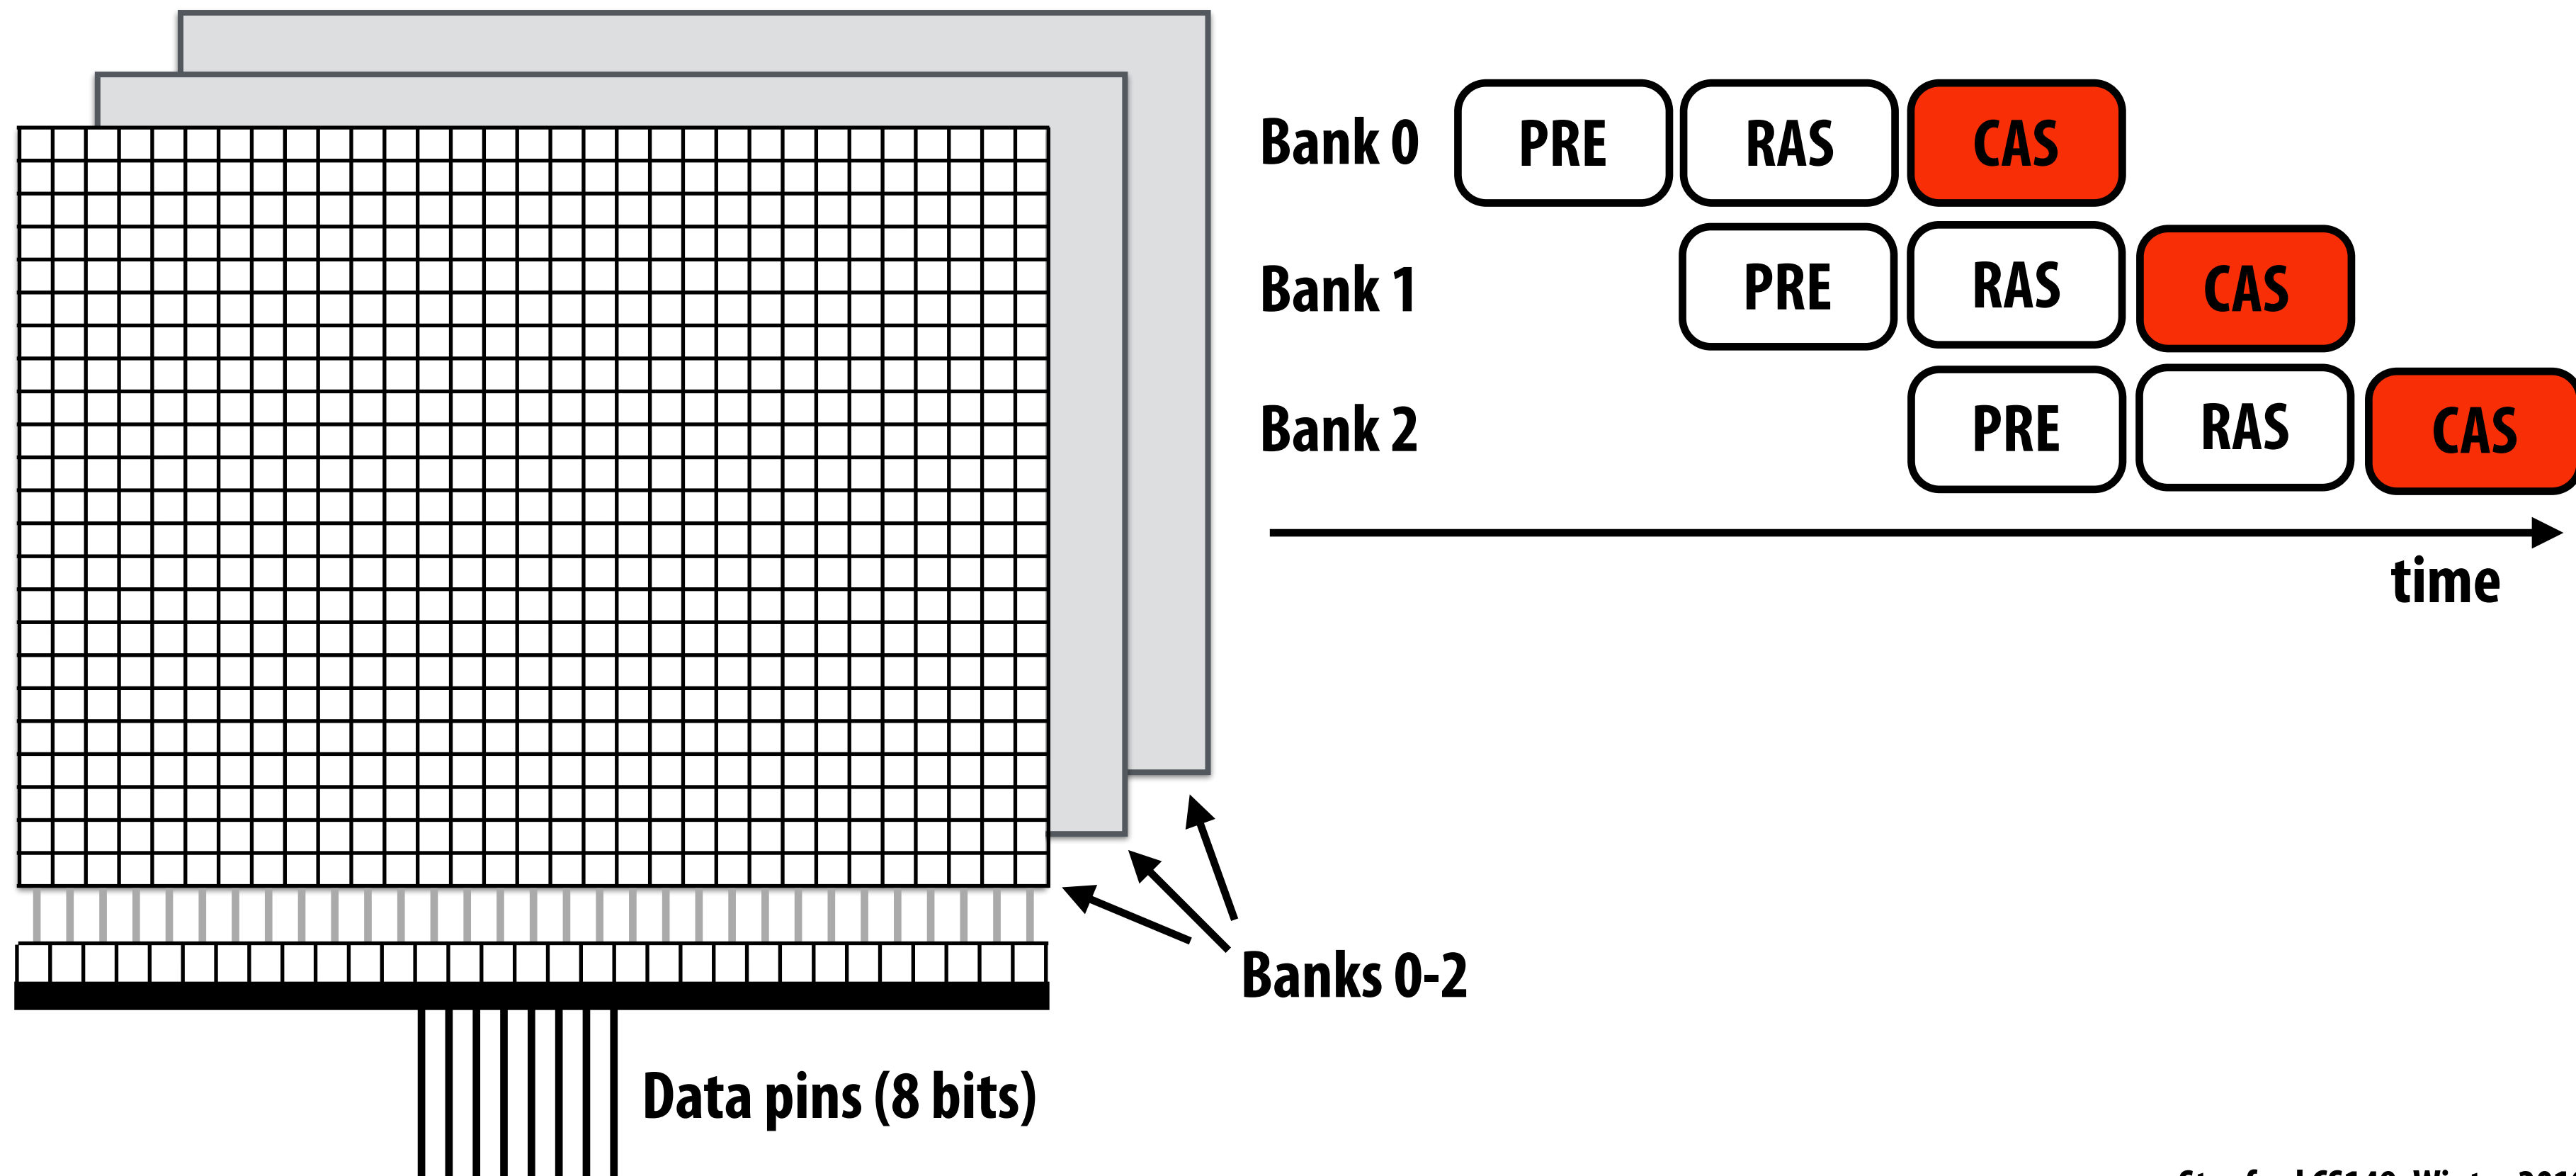 Bank 0 PRE RAS CAS
Bank 1 PRE RAS CAS
Bank 2 PRE RAS CAS
time
Banks 0-2
Data pins (8 bits)